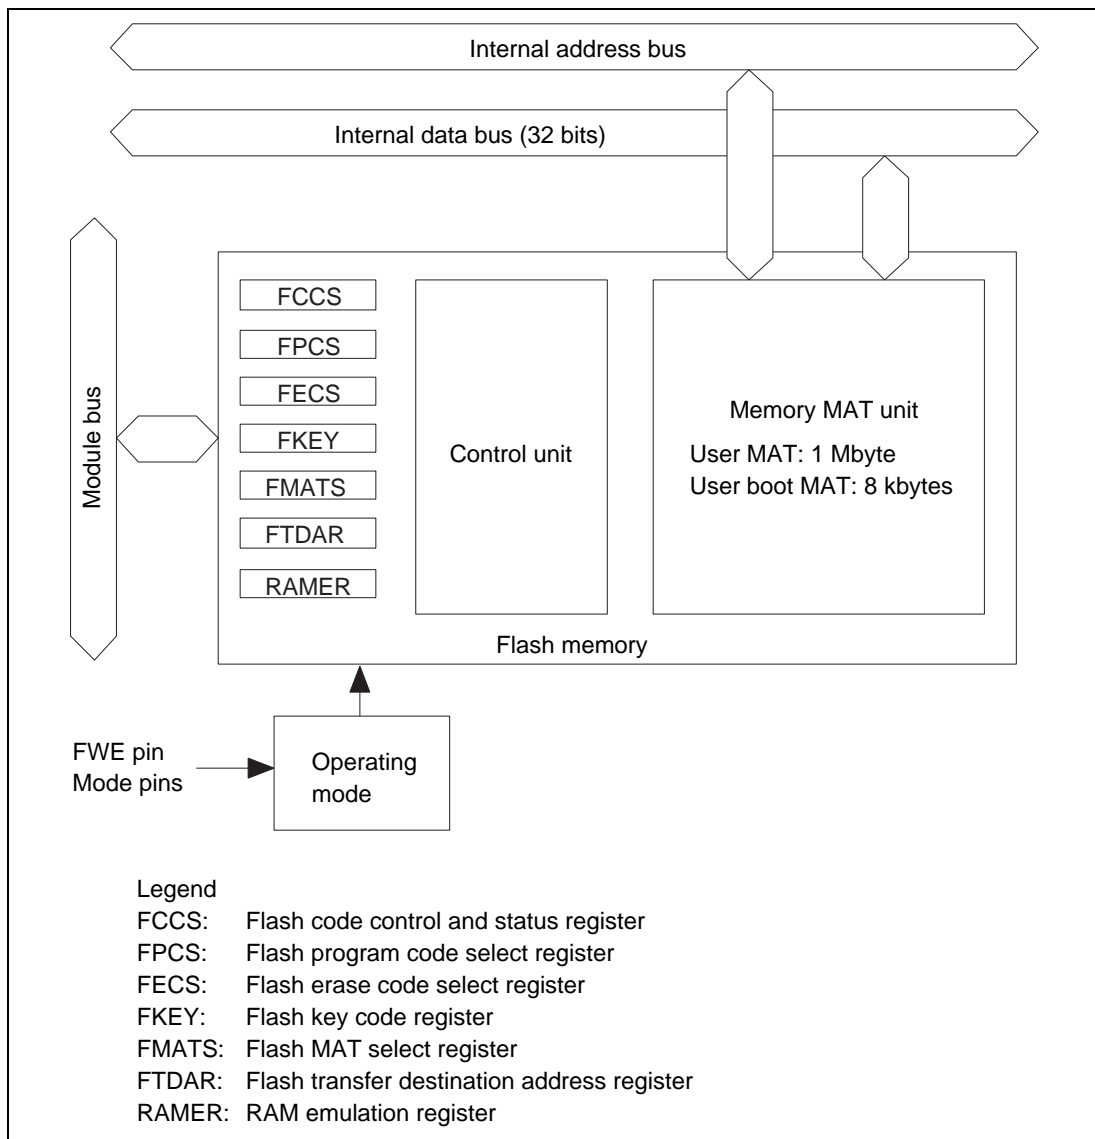 Internal address bus
Internal data bus (32 bits)
Module bus
FCCS
FPCS
FECS
FKEY
FMATS
FTDAR
RAMER
Control unit
Memory MAT unit
User MAT: 1 Mbyte
User boot MAT: 8 kbytes
Flash memory
FWE pin
Mode pins
Operating
mode
Legend
FCCS: Flash code control and status register
FPCS: Flash program code select register
FECS: Flash erase code select register
FKEY: Flash key code register
FMATS: Flash MAT select register
FTDAR: Flash transfer destination address register
RAMER: RAM emulation register